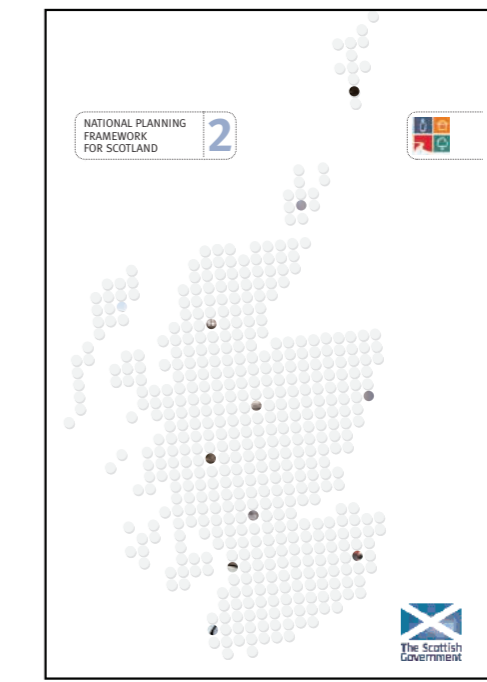 NATIONAL PLANNING
FRAMEWORK
FOR SCOTLAND
2
The Scottish
Government